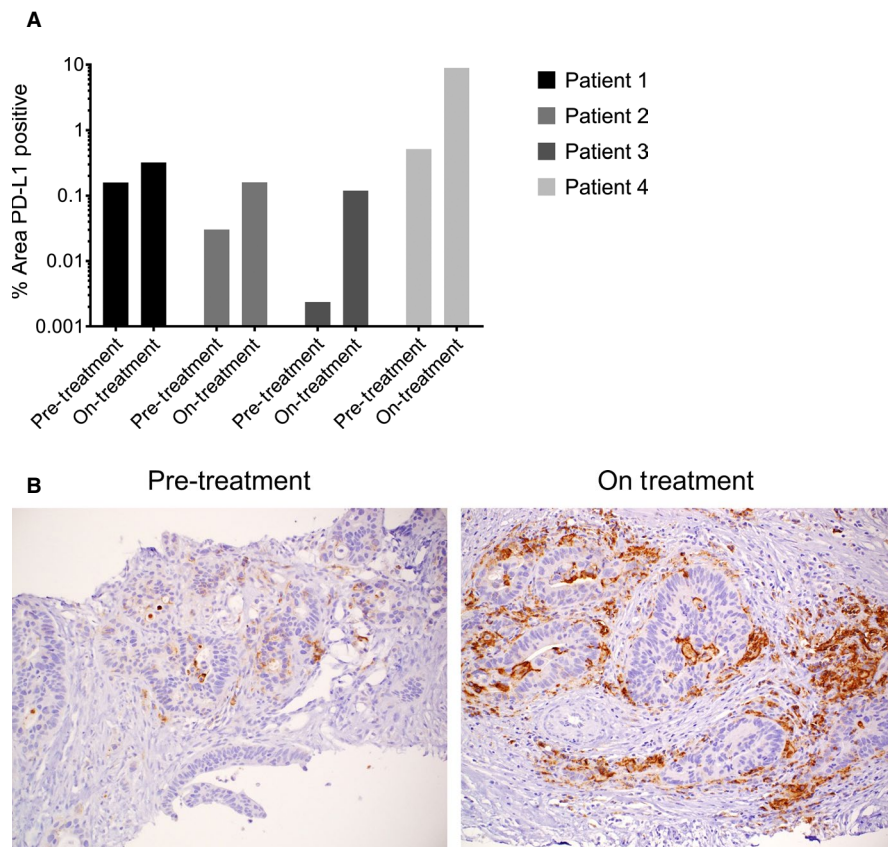 A
% Area PD-L1 positive
10
1
0.1
0.01
0.001
Pre-treatment
On-treatment
Pre-treatment
On-treatment
Pre-treatment
On-treatment
Pre-treatment
On-treatment
Patient 1
Patient 2
Patient 3
Patient 4
B
Pre-treatment
On treatment